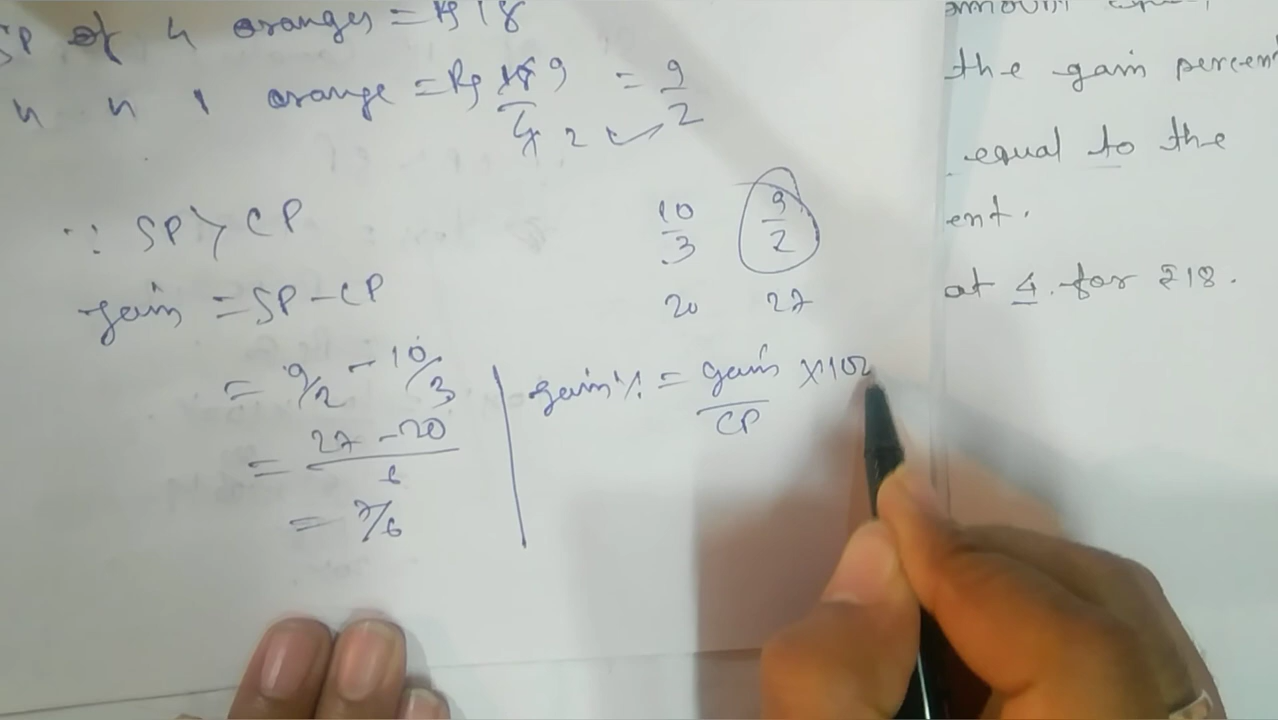 SP of 4 oranges = Rs 18
" " 1 orange = Rs 18/4 9 2 = 9/2
∵ SP > CP
gain = SP - CP
= 9/2 - 10/3
= 27 - 20 / 6
= 7/6
10/3 9/2
20 27
gain % = gain/CP × 100
the gain percent
equal to the
ent.
at 4 for ₹18.